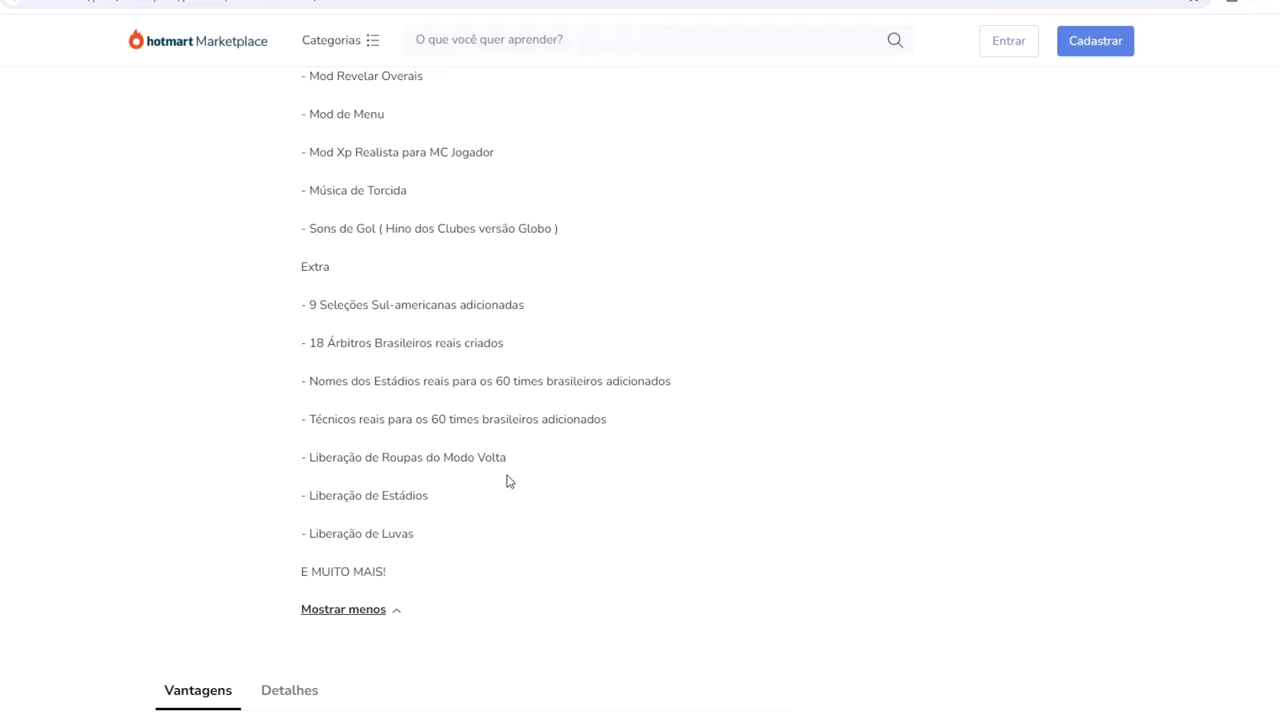 hotmart Marketplace
Categorias
O que você quer aprender?
Entrar
Cadastrar
- Mod Revelar Overais
- Mod de Menu
- Mod Xp Realista para MC Jogador
- Música de Torcida
- Sons de Gol ( Hino dos Clubes versão Globo )
Extra
- 9 Seleções Sul-americanas adicionadas
- 18 Árbitros Brasileiros reais criados
- Nomes dos Estádios reais para os 60 times brasileiros adicionados
- Técnicos reais para os 60 times brasileiros adicionados
- Liberação de Roupas do Modo Volta
- Liberação de Estádios
- Liberação de Luvas
E MUITO MAIS!
Mostrar menos
Vantagens
Detalhes